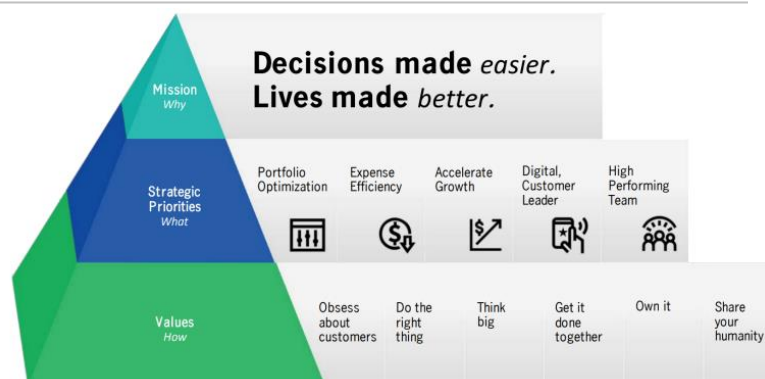 Mission
Why
Decisions made easier.
Lives made better.
Strategic
Priorities
What
Portfolio
Optimization
Expense
Efficiency
Accelerate
Growth
Digital,
Customer
Leader
High
Performing
Team
Values
How
Obsess
about
customers
Do the
right
thing
Think
big
Get it
done
together
Own it
Share
your
humanity